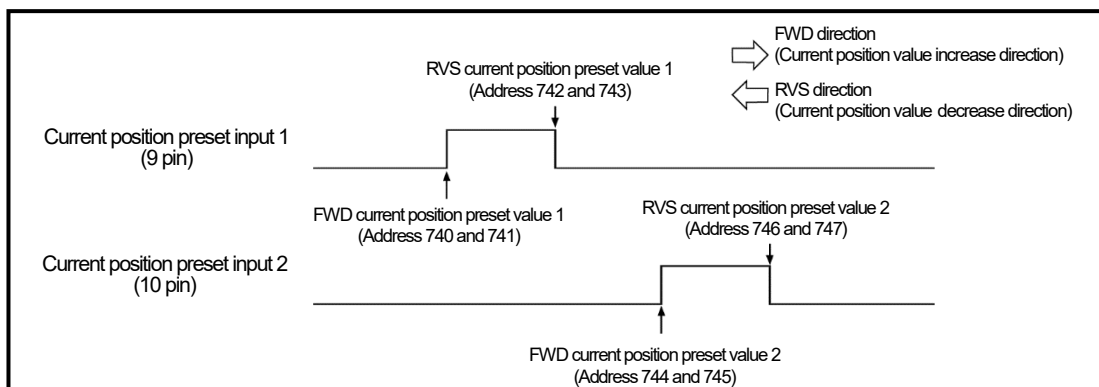 FWD direction
(Current position value increase direction)
RVS direction
(Current position value decrease direction)
RVS current position preset value 1
(Address 742 and 743)
Current position preset input 1
(9 pin)
FWD current position preset value 1
(Address 740 and 741)
RVS current position preset value 2
(Address 746 and 747)
Current position preset input 2
(10 pin)
FWD current position preset value 2
(Address 744 and 745)